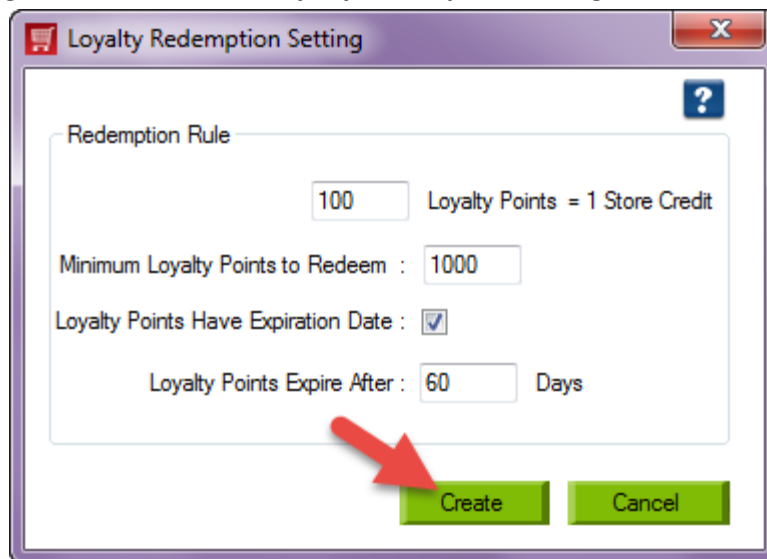 Loyalty Redemption Setting
x
?
Redemption Rule
100 Loyalty Points = 1 Store Credit
Minimum Loyalty Points to Redeem : 1000
Loyalty Points Have Expiration Date :
Loyalty Points Expire After : 60 Days
Create Cancel